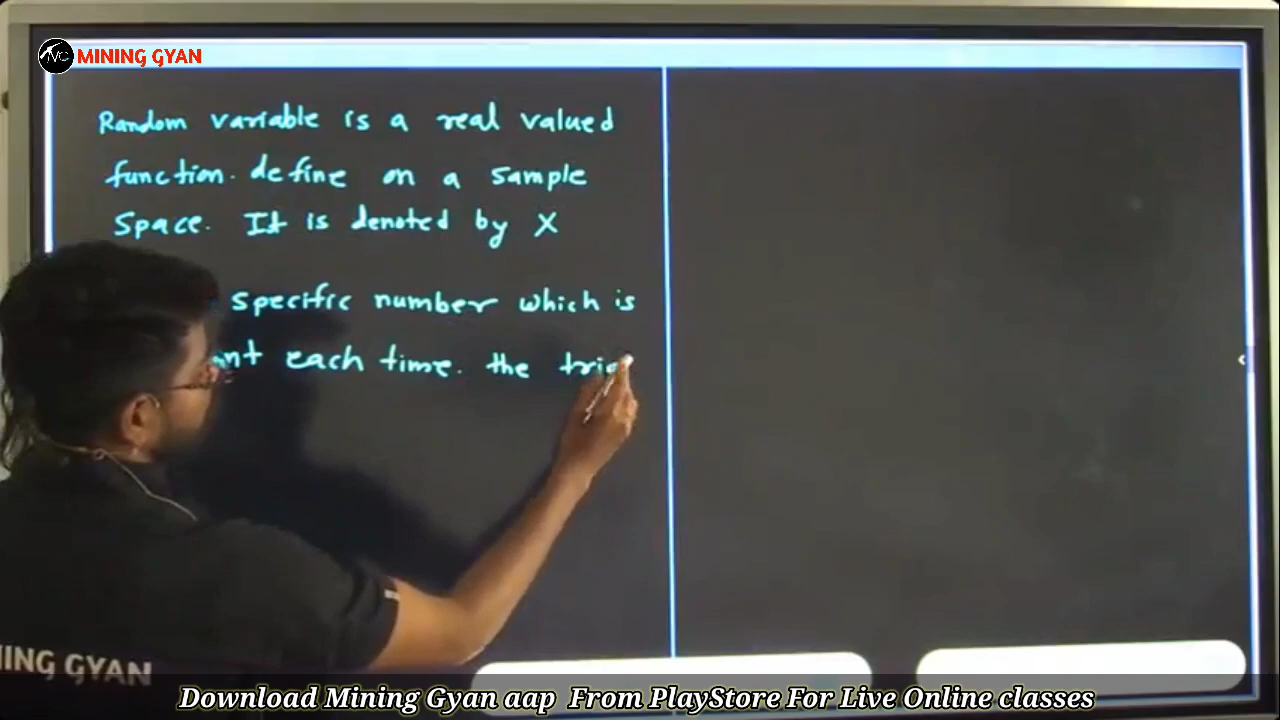 MINING GYAN
Random variable is a real valued
function. define on a sample
Space. It is denoted by X
specific number which is
each time. the
MINING GYAN
Download Mining Gyan aap From PlayStore For Live Online classes